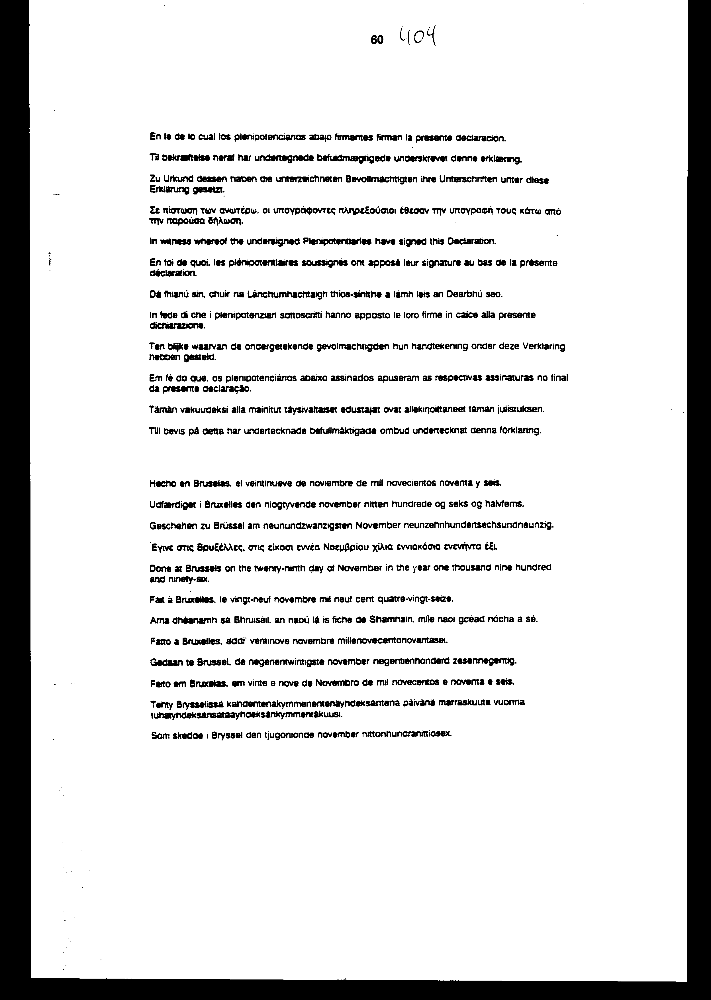 60 404
En fe de lo cual los plenipotenciarios abajo firmantes firman la presente declaración.
Til bekræftelse heraf har undertegnede befuldmægtigede underskrevet denne erklæring.
Zu Urkund dessen haben die unterzeichneten Bevollmächtigten ihre Unterschriften unter diese
Erklärung gesetzt.
Σε πίστωση των ανωτέρω, οι υπογράφοντες πληρεξούσιοι έθεσαν την υπογραφή τους κάτω από
την παρούσα δήλωση.
In witness whereof the undersigned Plenipotentiaries have signed this Declaration.
En foi de quoi, les plénipotentiaires soussignés ont apposé leur signature au bas de la présente
déclaration.
Dá fhianú sin, chuir na Lánchumhachtaigh thíos-sínithe a lámh leis an Dearbhú seo.
In fede di che i plenipotenziari sottoscritti hanno apposto le loro firme in calce alla presente
dichiarazione.
Ten blijke waarvan de ondergetekende gevolmachtigden hun handtekening onder deze Verklaring
hebben gesteld.
Em fé do que, os plenipotenciários abaixo assinados apuseram as respectivas assinaturas no final
da presente declaração.
Tämän vakuudeksi alla mainitut täysivaltaiset edustajat ovat allekirjoittaneet tämän julistuksen.
Till bevis på detta har undertecknade befullmäktigade ombud undertecknat denna förklaring.
Hecho en Bruselas, el veintinueve de noviembre de mil novecientos noventa y seis.
Udfærdiget i Bruxelles den niogtyvende november nitten hundrede og seks og halvfems.
Geschehen zu Brüssel am neunundzwanzigsten November neunzehnhundertsechsundneunzig.
Έγινε στις Βρυξέλλες, στις είκοσι εννέα Νοεμβρίου χίλια εννιακόσια ενενήντα έξι.
Done at Brussels on the twenty-ninth day of November in the year one thousand nine hundred
and ninety-six.
Fait à Bruxelles, le vingt-neuf novembre mil neuf cent quatre-vingt-seize.
Arna dhéanamh sa Bhruiséil, an naoú lá is fiche de Shamhain, míle naoi gcéad nócha a sé.
Fatto a Bruxelles, addi' ventinove novembre millenovecentonovantasei.
Gedaan te Brussel, de negenentwintigste november negentienhonderd zesennegentig.
Feito em Bruxelas, em vinte e nove de Novembro de mil novecentos e noventa e seis.
Tehty Brysselissä kahdentenakymmenentenäyhdeksäntenä päivänä marraskuuta vuonna
tuhatyhdeksänsataayhdeksänkymmentäkuusi.
Som skedde i Bryssel den tjugonionde november nittonhundranittiosex.